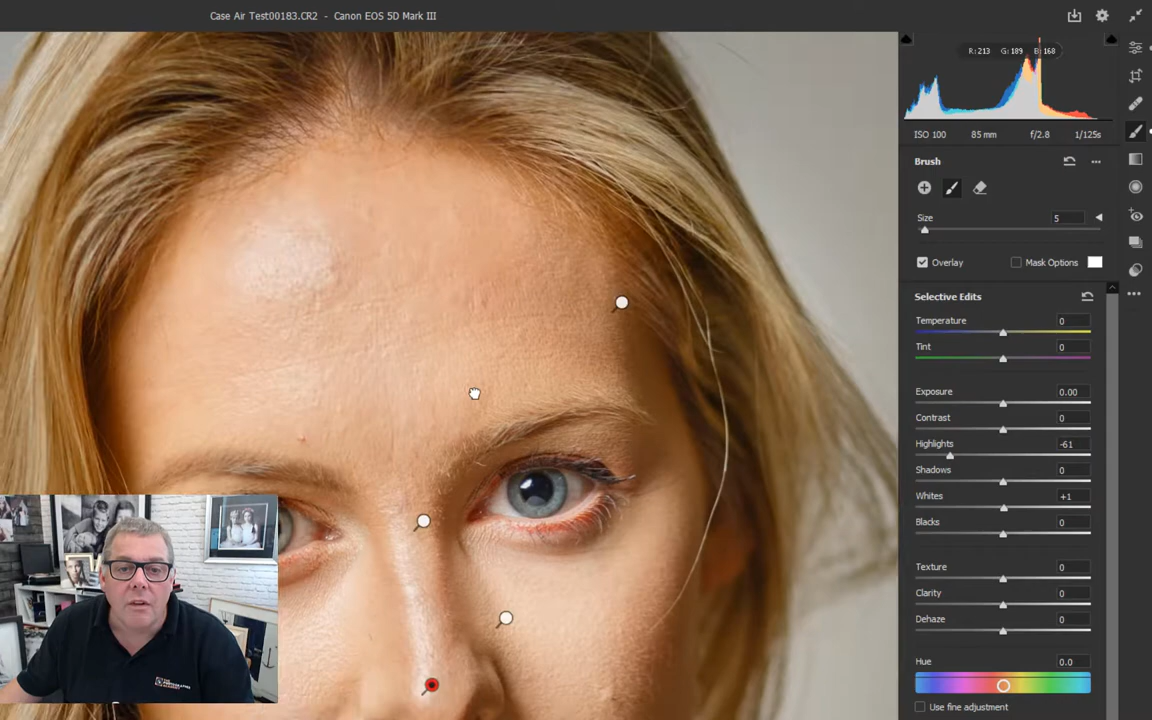 Case Air Test00183.CR2 - Canon EOS 5D Mark III
R: 213 G: 189 B: 168
ISO 100 85 mm f/2.8 1/125s
Brush
Size 5
Overlay Mask Options
Selective Edits
Temperature 0
Tint 0
Exposure 0.00
Contrast 0
Highlights -61
Shadows 0
Whites +1
Blacks 0
Texture 0
Clarity 0
Dehaze 0
Hue 0.0
Use fine adjustment